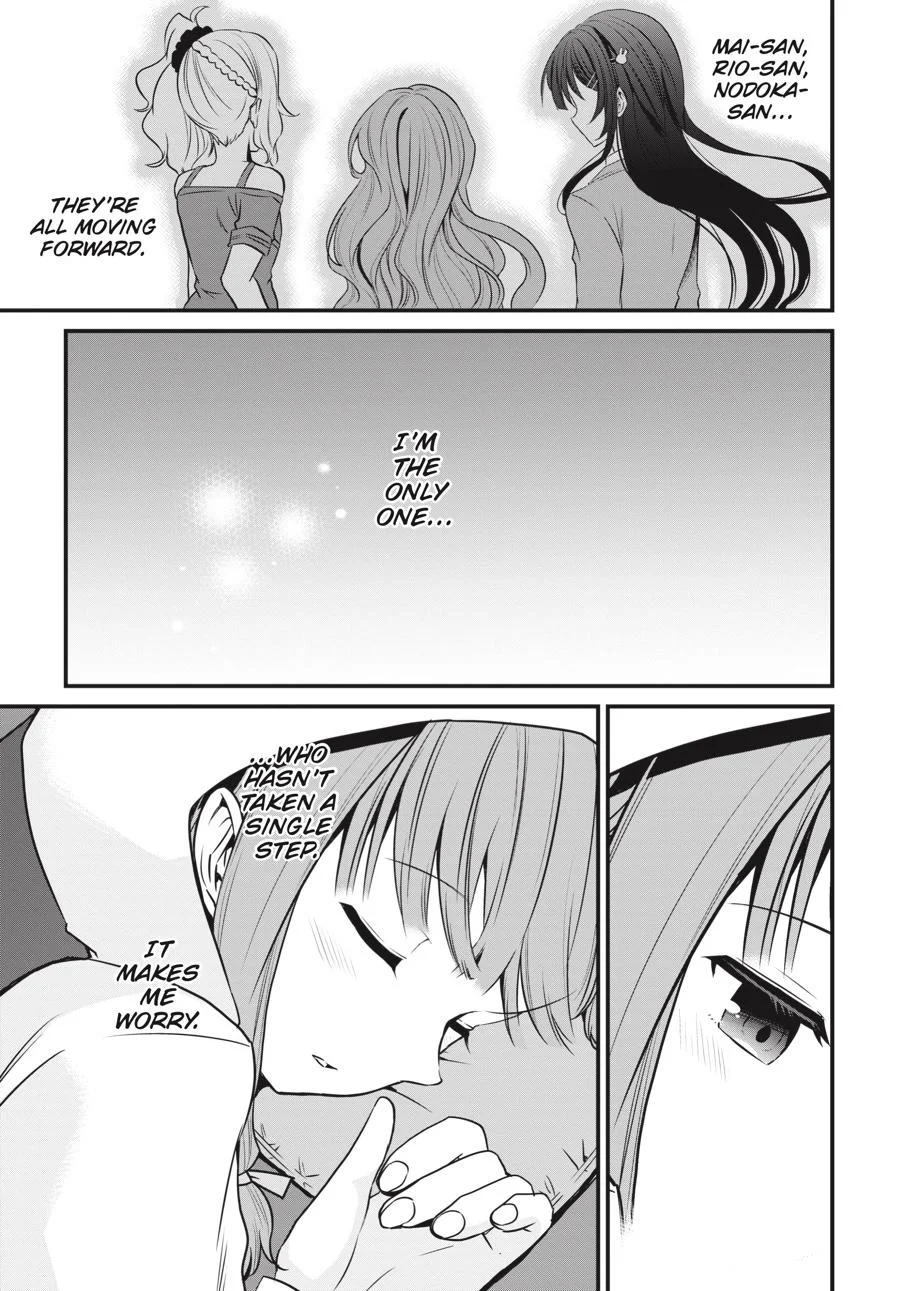 MAI-SAN,
RIO-SAN,
NODOKA-
SAN...
THEY'RE
ALL MOVING
FORWARD.
I'M
THE
ONLY
ONE...
...WHO
HASN'T
TAKEN A
SINGLE
STEP.
IT
MAKES
ME
WORRY.